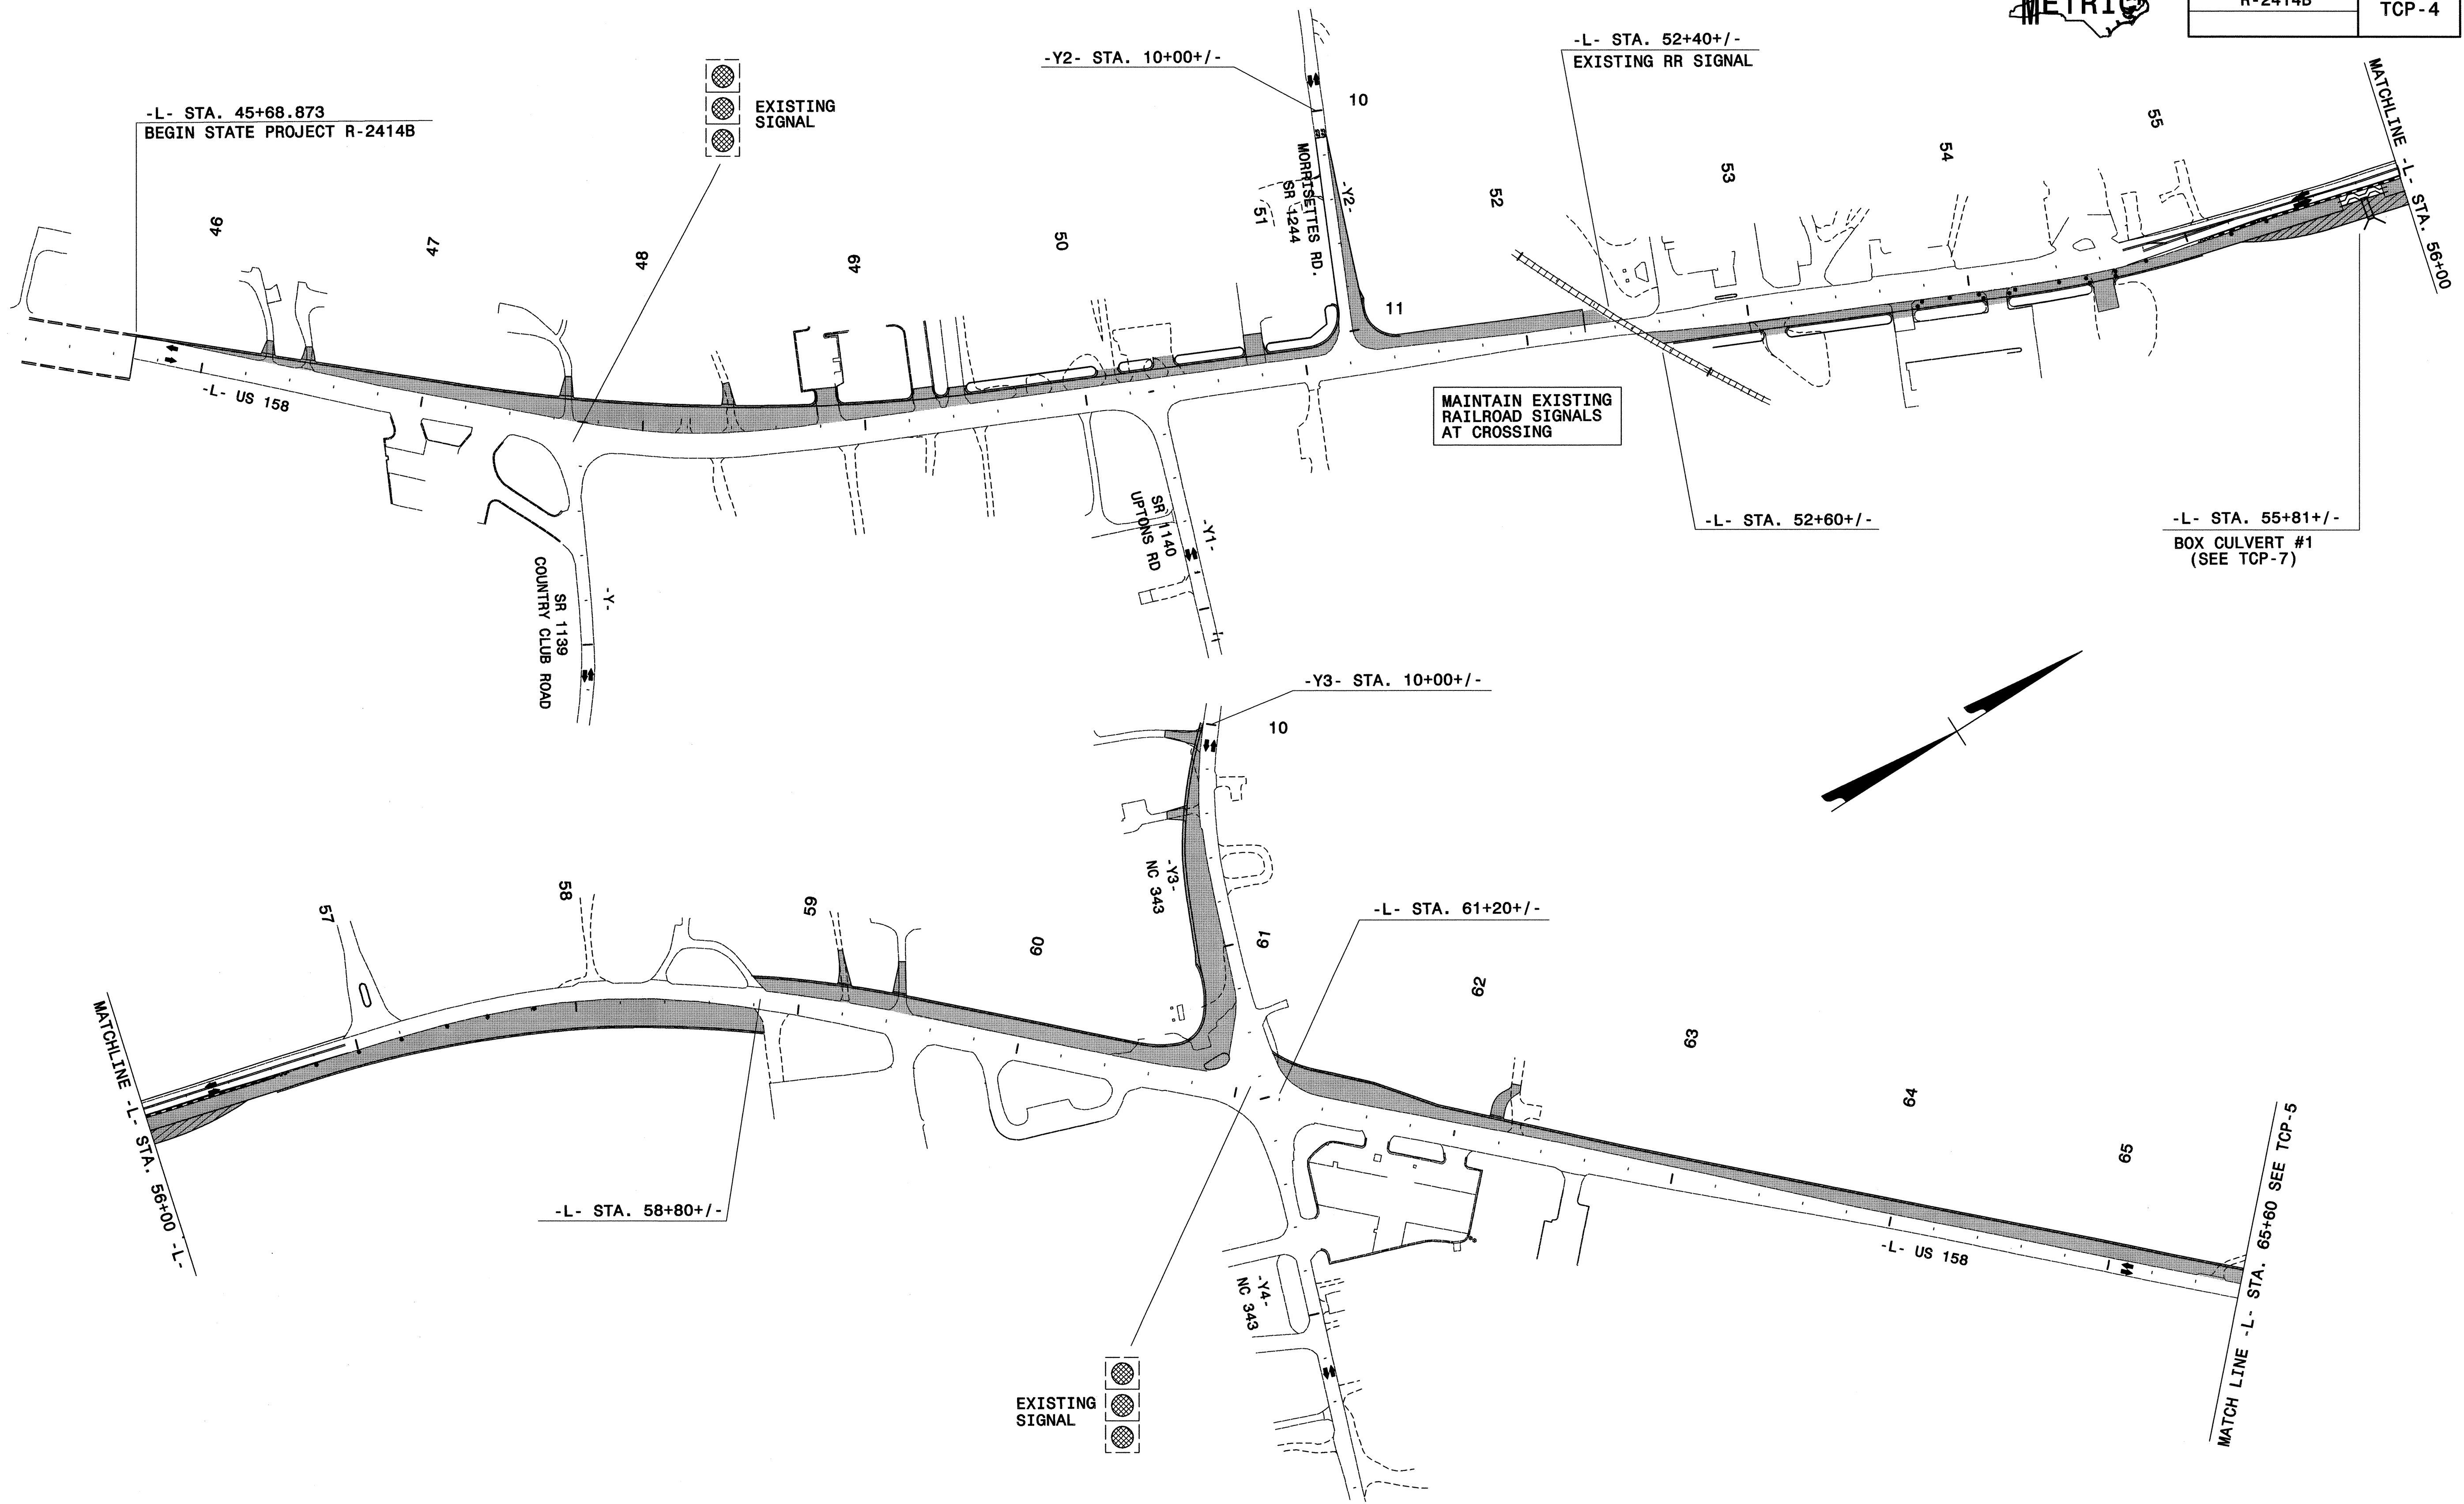 METRIC
R-2414B
TCP-4
-L- STA. 45+68.873
BEGIN STATE PROJECT R-2414B
EXISTING
SIGNAL
-Y2- STA. 10+00+/-
-L- STA. 52+40+/-
EXISTING RR SIGNAL
MATCHLINE -L- STA. 56+00
46
47
48
49
50
51
52
53
54
55
10
11
MORRISETTES RD.
SR 1244
-Y2-
-L- US 158
MAINTAIN EXISTING
RAILROAD SIGNALS
AT CROSSING
-L- STA. 52+60+/-
-L- STA. 55+81+/-
BOX CULVERT #1
(SEE TCP-7)
SR 1139
COUNTRY CLUB ROAD
-Y-
SR 1140
UPTONS RD
-Y1-
-Y3- STA. 10+00+/-
10
-Y3-
NC 343
-L- STA. 61+20+/-
57
58
59
60
61
62
63
64
65
MATCHLINE -L- STA. 56+00 -L-
-L- STA. 58+80+/-
-L- US 158
-Y4-
NC 343
EXISTING
SIGNAL
MATCH LINE -L- STA. 65+60 SEE TCP-5